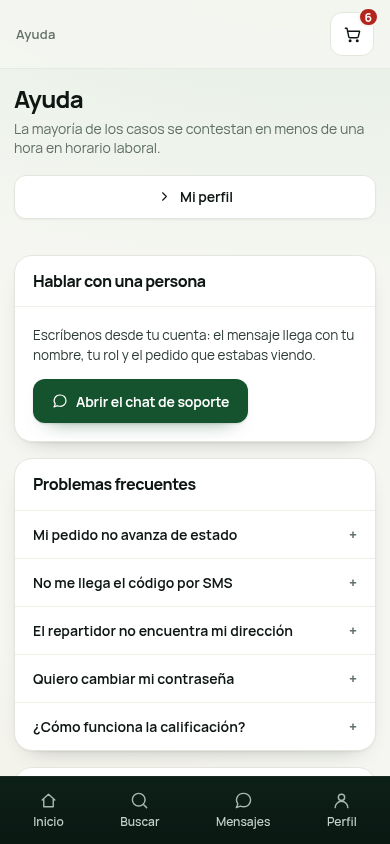 Ayuda
6
Ayuda
La mayoría de los casos se contestan en menos de una
hora en horario laboral.
Mi perfil
Hablar con una persona
Escríbenos desde tu cuenta: el mensaje llega con tu
nombre, tu rol y el pedido que estabas viendo.
Abrir el chat de soporte
Problemas frecuentes
Mi pedido no avanza de estado +
No me llega el código por SMS +
El repartidor no encuentra mi dirección +
Quiero cambiar mi contraseña +
¿Cómo funciona la calificación? +
Inicio Buscar Mensajes Perfil